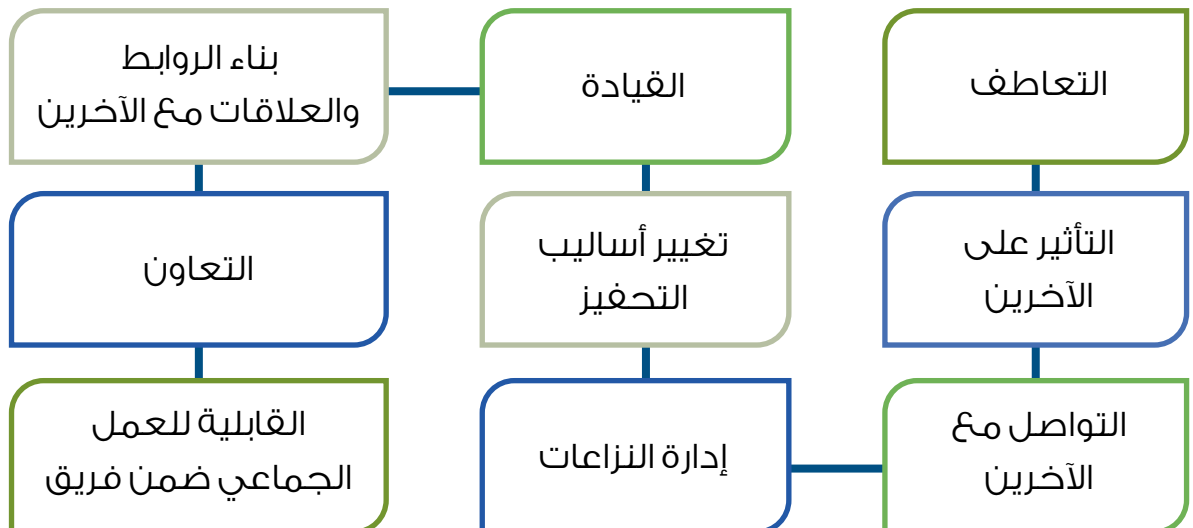 التعاطف
التأثير على
الآخرين
التواصل مع
الآخرين
إدارة النزاعات
تغيير أساليب
التحفيز
القيادة
بناء الروابط
والعلاقات مع الآخرين
التعاون
القابلية للعمل
الجماعي ضمن فريق